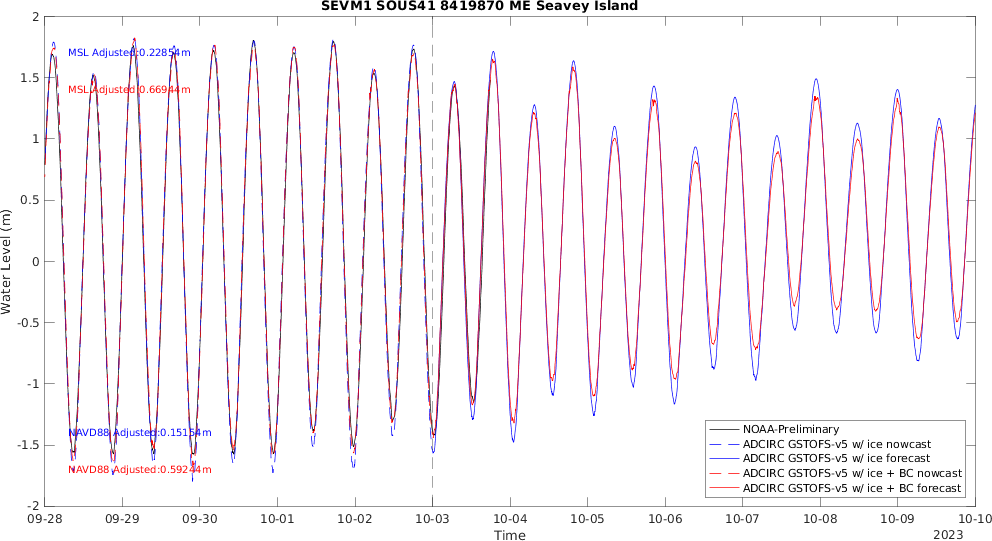 SEVM1 SOUS41 8419870 ME Seavey Island
2
1.5
1
0.5
0
-0.5
-1
-1.5
-2
Water Level (m)
MSL Adjusted:0.22854m
MSL Adjusted:0.66944m
NAVD88 Adjusted:0.15154m
NAVD88 Adjusted:0.59244m
NOAA-Preliminary
ADCIRC GSTOFS-v5 w/ ice nowcast
ADCIRC GSTOFS-v5 w/ ice forecast
ADCIRC GSTOFS-v5 w/ ice + BC nowcast
ADCIRC GSTOFS-v5 w/ ice + BC forecast
09-28 09-29 09-30 10-01 10-02 10-03 10-04 10-05 10-06 10-07 10-08 10-09 10-10
Time
2023